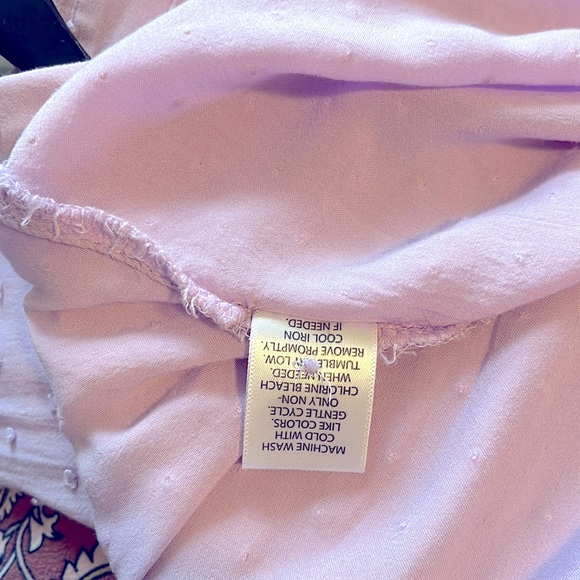 MACHINE WASH
COLD WITH
LIKE COLORS.
GENTLE CYCLE.
ONLY NON-
CHLORINE BLEACH
WHEN NEEDED.
TUMBLE DRY LOW.
REMOVE PROMPTLY.
COOL IRON
IF NEEDED.